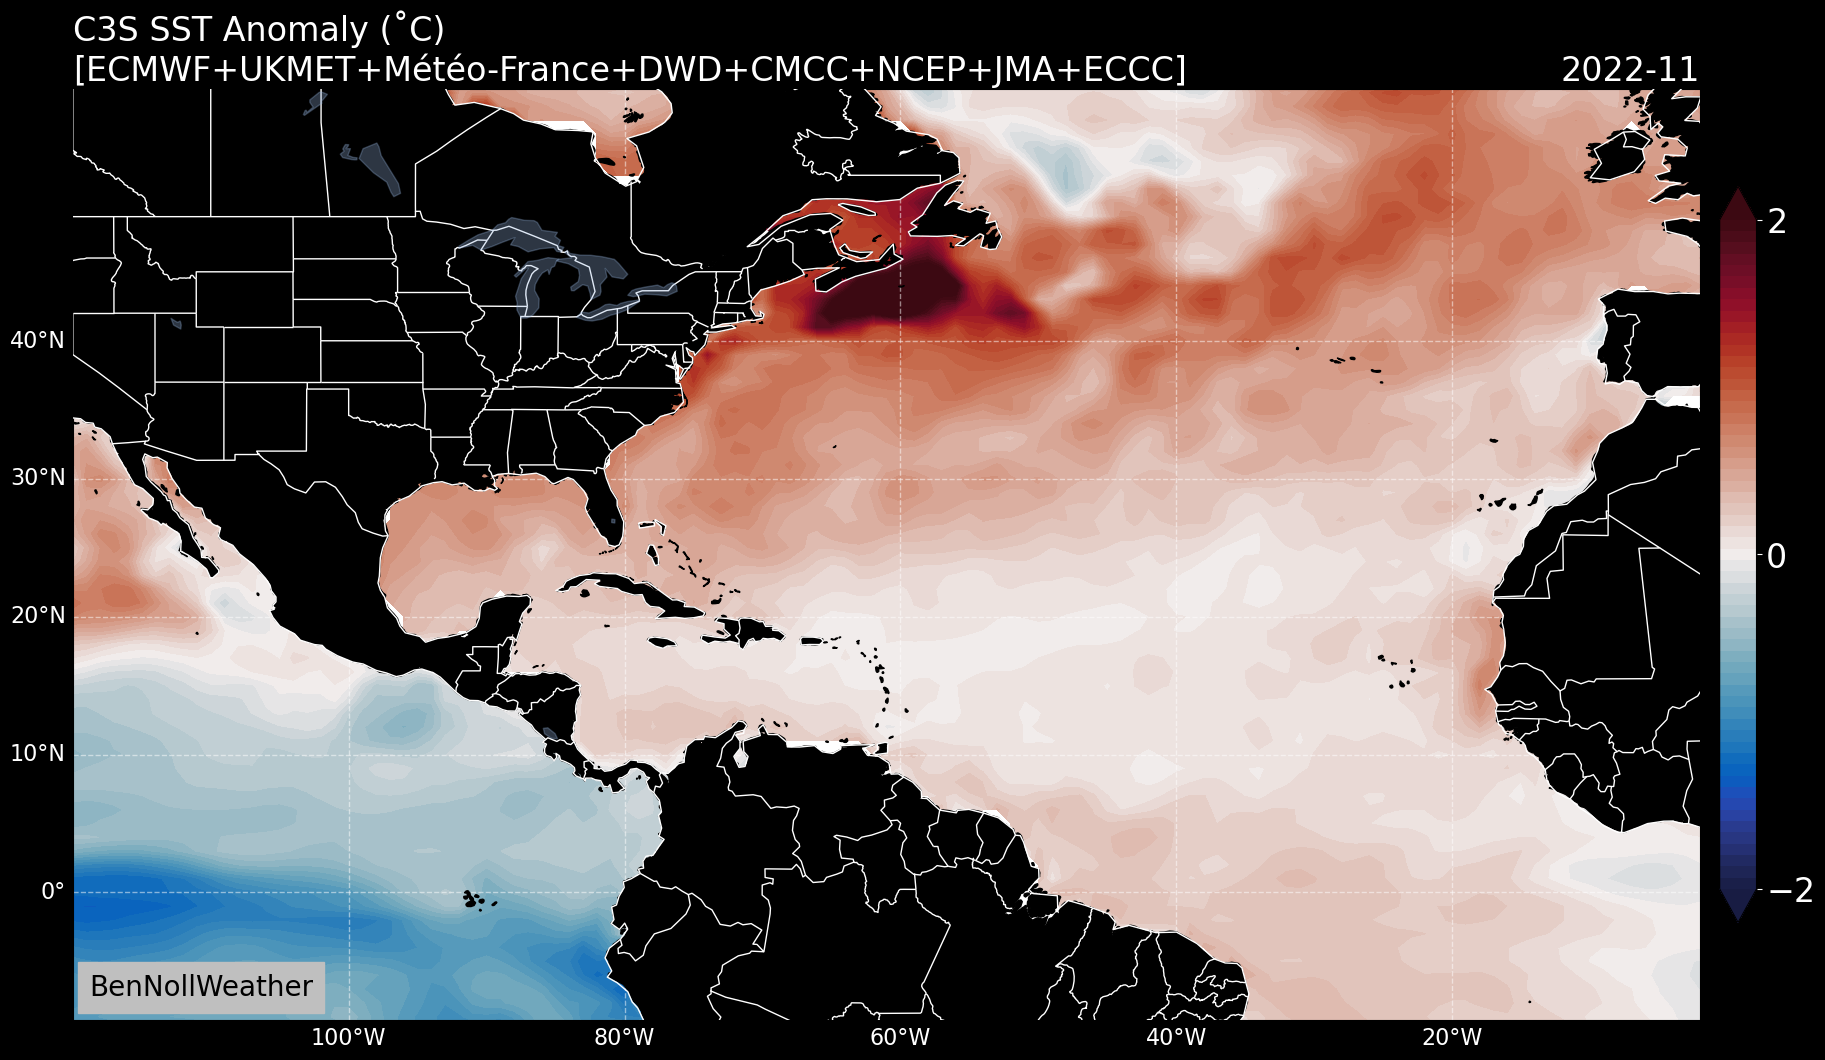 C3S SST Anomaly (˚C)
[ECMWF+UKMET+Météo-France+DWD+CMCC+NCEP+JMA+ECCC]
2022-11
40°N
30°N
20°N
10°N
0°
100°W
80°W
60°W
40°W
20°W
2
0
−2
BenNollWeather